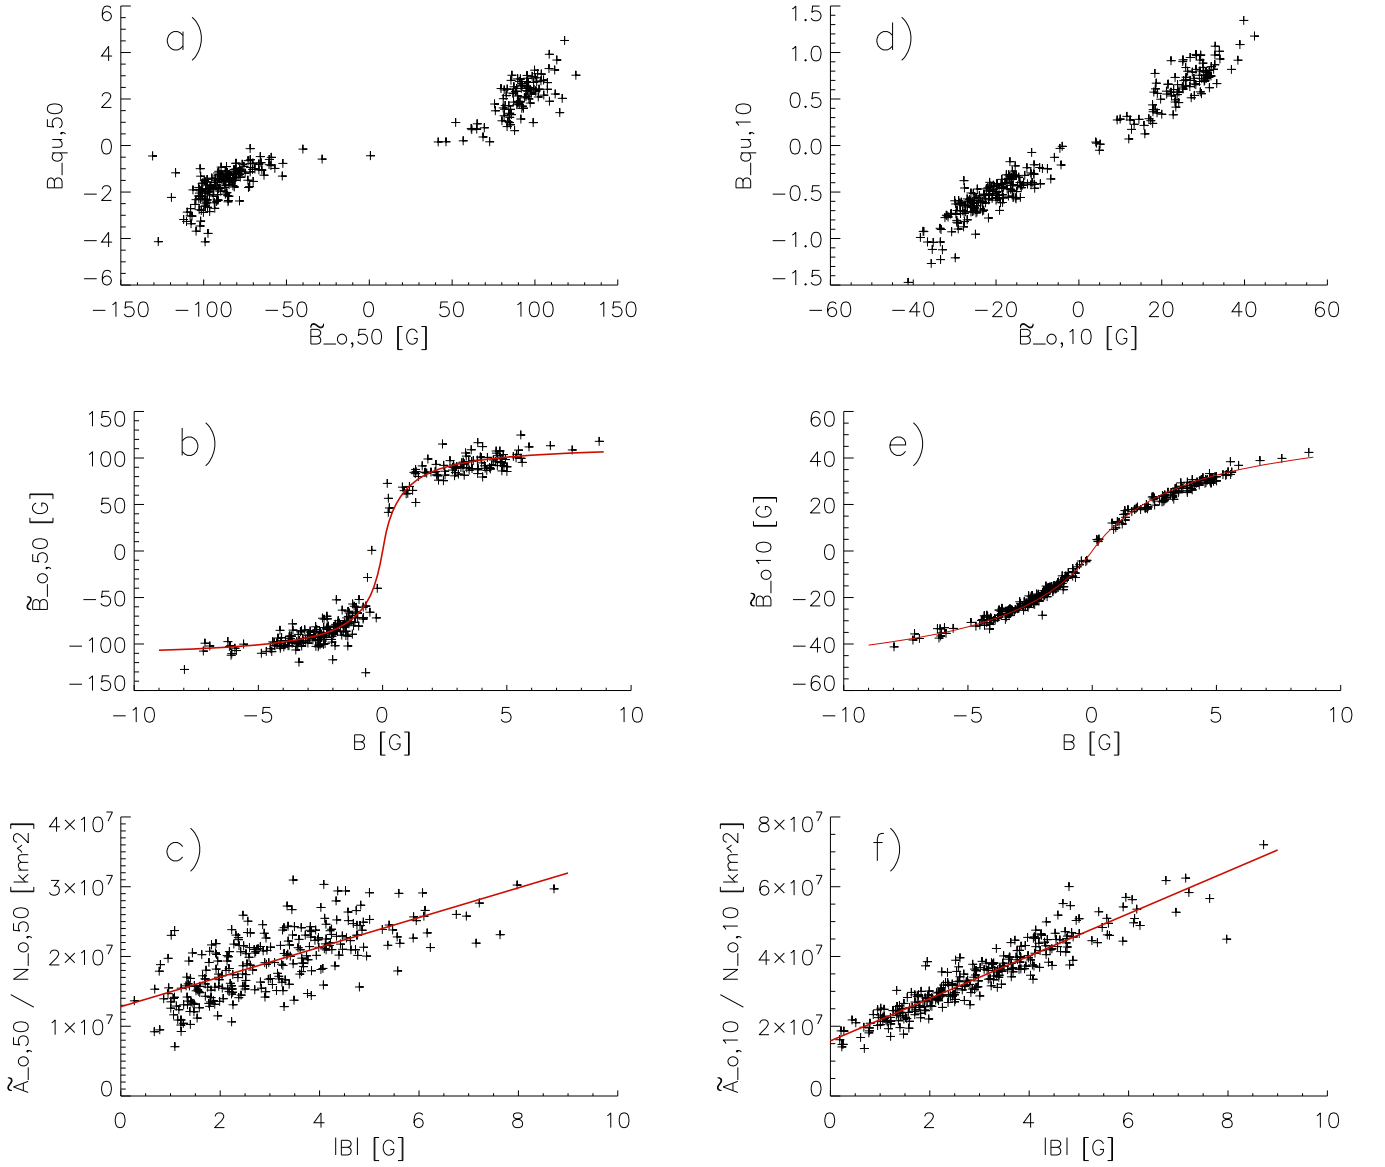 a)
B_qu,50
6
4
2
0
−2
−4
−6
−150 −100 −50 0 50 100 150
B̃_o,50 [G]
d)
B_qu,10
1.5
1.0
0.5
0.0
−0.5
−1.0
−1.5
−60 −40 −20 0 20 40 60
B̃_o,10 [G]
b)
B̃_o,50 [G]
150
100
50
0
−50
−100
−150
−10 −5 0 5 10
B [G]
e)
B̃_o10 [G]
60
40
20
0
−20
−40
−60
−10 −5 0 5 10
B [G]
c)
Ã_o,50 / N_o,50 [km^2]
4×10⁷
3×10⁷
2×10⁷
1×10⁷
0
0 2 4 6 8 10
|B| [G]
f)
Ã_o,10 / N_o,10 [km^2]
8×10⁷
6×10⁷
4×10⁷
2×10⁷
0
0 2 4 6 8 10
|B| [G]